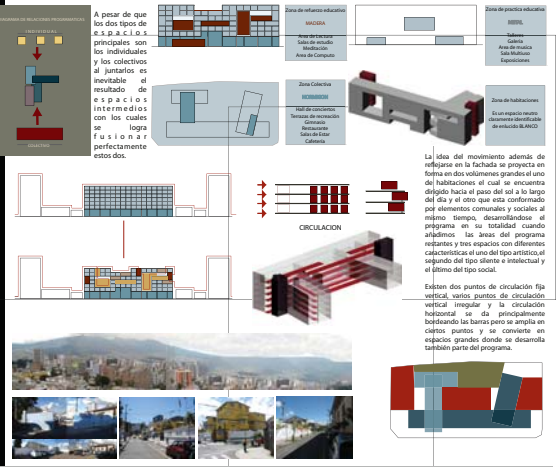 DIAGRAMAS DE RELACIONES PROGRAMATICAS
INDIVIDUAL
COLECTIVO
A pesar de que
los dos tipos de
espacios
principales son
los individuales
y los colectivos
al juntarlos es
inevitable el
resultado de
espacios
intermedios
con los cuales
se logra
fusionar
perfectamente
estos dos.
Zona de refuerzo educativo
MADERA
Area de Lectura
Salas de estudio
Meditación
Area de Computo
Zona de practica educativa
Talleres
Galería
Area de musica
Sala Multiuso
Exposiciones
Zona Colectiva
Hall de conciertos
Terrazas de recreación
Gimnasio
Restaurante
Salas de Estar
Cafetería
Zona de habitaciones
Es un espacio neutro
claramente identificable
de enlucido BLANCO
La idea del movimiento además de
reflejarse en la fachada se proyecta en
forma en dos volúmenes grandes el uno
de habitaciones el cual se encuentra
dirigido hacia el paso del sol a lo largo
del día y el otro que esta conformado
por elementos comunales y sociales al
mismo tiempo, desarrollándose el
programa en su totalidad cuando
añadimos las áreas del programa
restantes y tres espacios con diferentes
características el uno del tipo artístico,el
segundo del tipo silente e intelectual y
el último del tipo social.
Existen dos puntos de circulación fija
vertical, varios puntos de circulación
vertical irregular y la circulación
horizontal se da principalmente
bordeando las barras pero se amplia en
ciertos puntos y se convierte en
espacios grandes donde se desarrolla
también parte del programa.
CIRCULACION